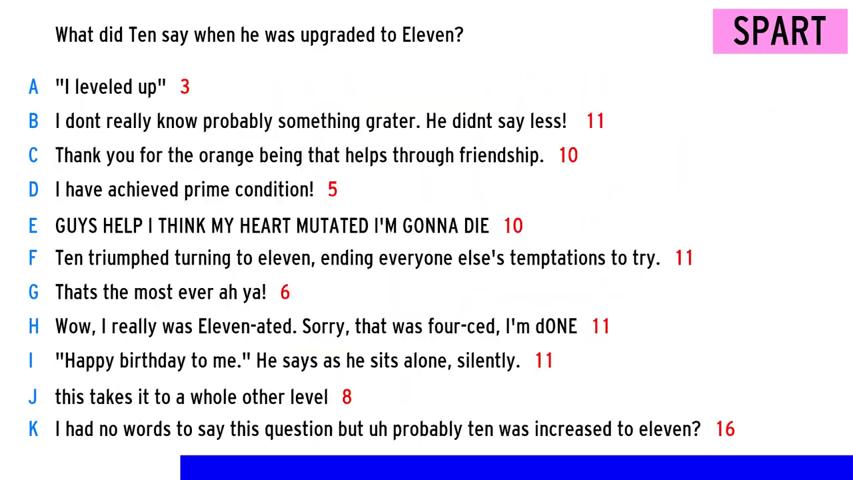 What did Ten say when he was upgraded to Eleven?
SPART
A "I leveled up" 3
B I dont really know probably something grater. He didnt say less! 11
C Thank you for the orange being that helps through friendship. 10
D I have achieved prime condition! 5
E GUYS HELP I THINK MY HEART MUTATED I'M GONNA DIE 10
F Ten triumphed turning to eleven, ending everyone else's temptations to try. 11
G Thats the most ever ah ya! 6
H Wow, I really was Eleven-ated. Sorry, that was four-ced, I'm dONE 11
I "Happy birthday to me." He says as he sits alone, silently. 11
J this takes it to a whole other level 8
K I had no words to say this question but uh probably ten was increased to eleven? 16